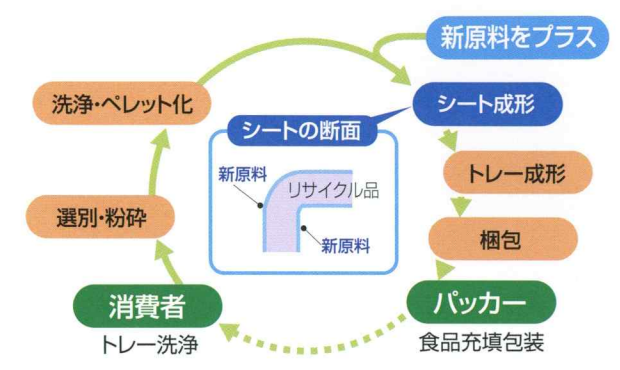 新原料をプラス
洗浄・ペレット化
シート成形
シートの断面
新原料
リサイクル品
新原料
トレー成形
選別・粉砕
梱包
消費者
トレー洗浄
パッカー
食品充填包装